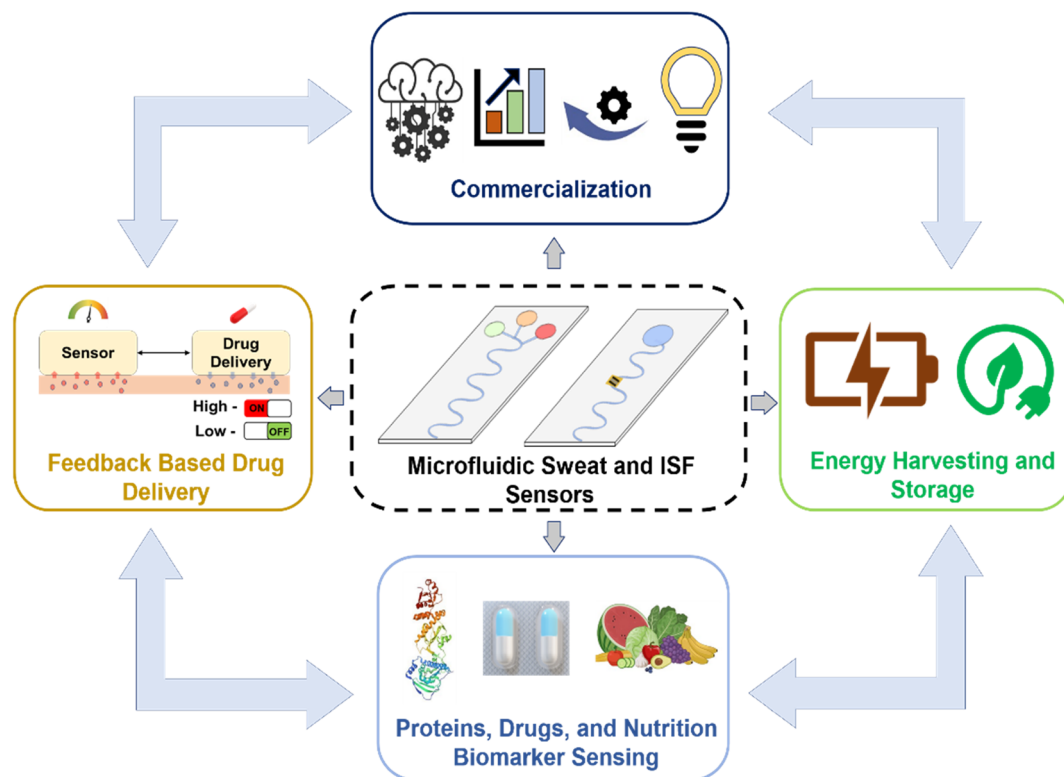 Commercialization
Sensor
Drug
Delivery
High - ON
Low - OFF
Feedback Based Drug
Delivery
Microfluidic Sweat and ISF
Sensors
Energy Harvesting and
Storage
Proteins, Drugs, and Nutrition
Biomarker Sensing